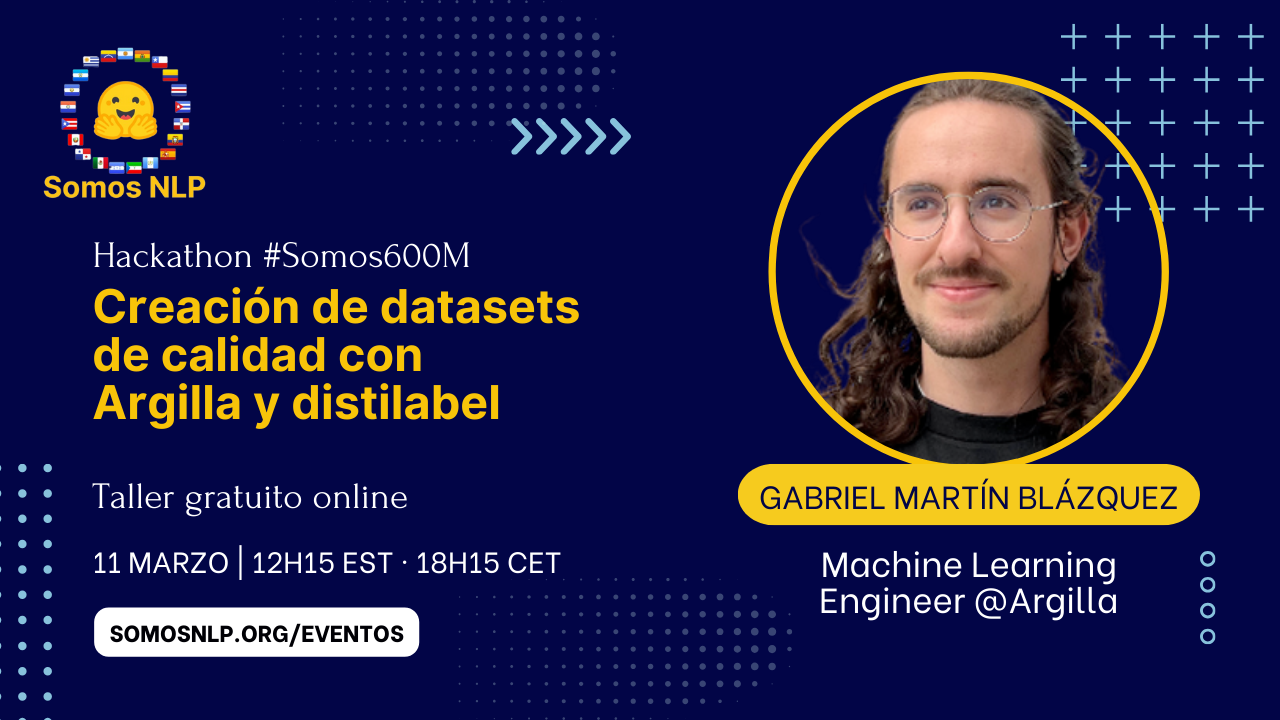 Somos NLP
Hackathon #Somos600M
Creación de datasets
de calidad con
Argilla y distilabel
Taller gratuito online
11 MARZO | 12H15 EST · 18H15 CET
SOMOSNLP.ORG/EVENTOS
GABRIEL MARTÍN BLÁZQUEZ
Machine Learning
Engineer @Argilla